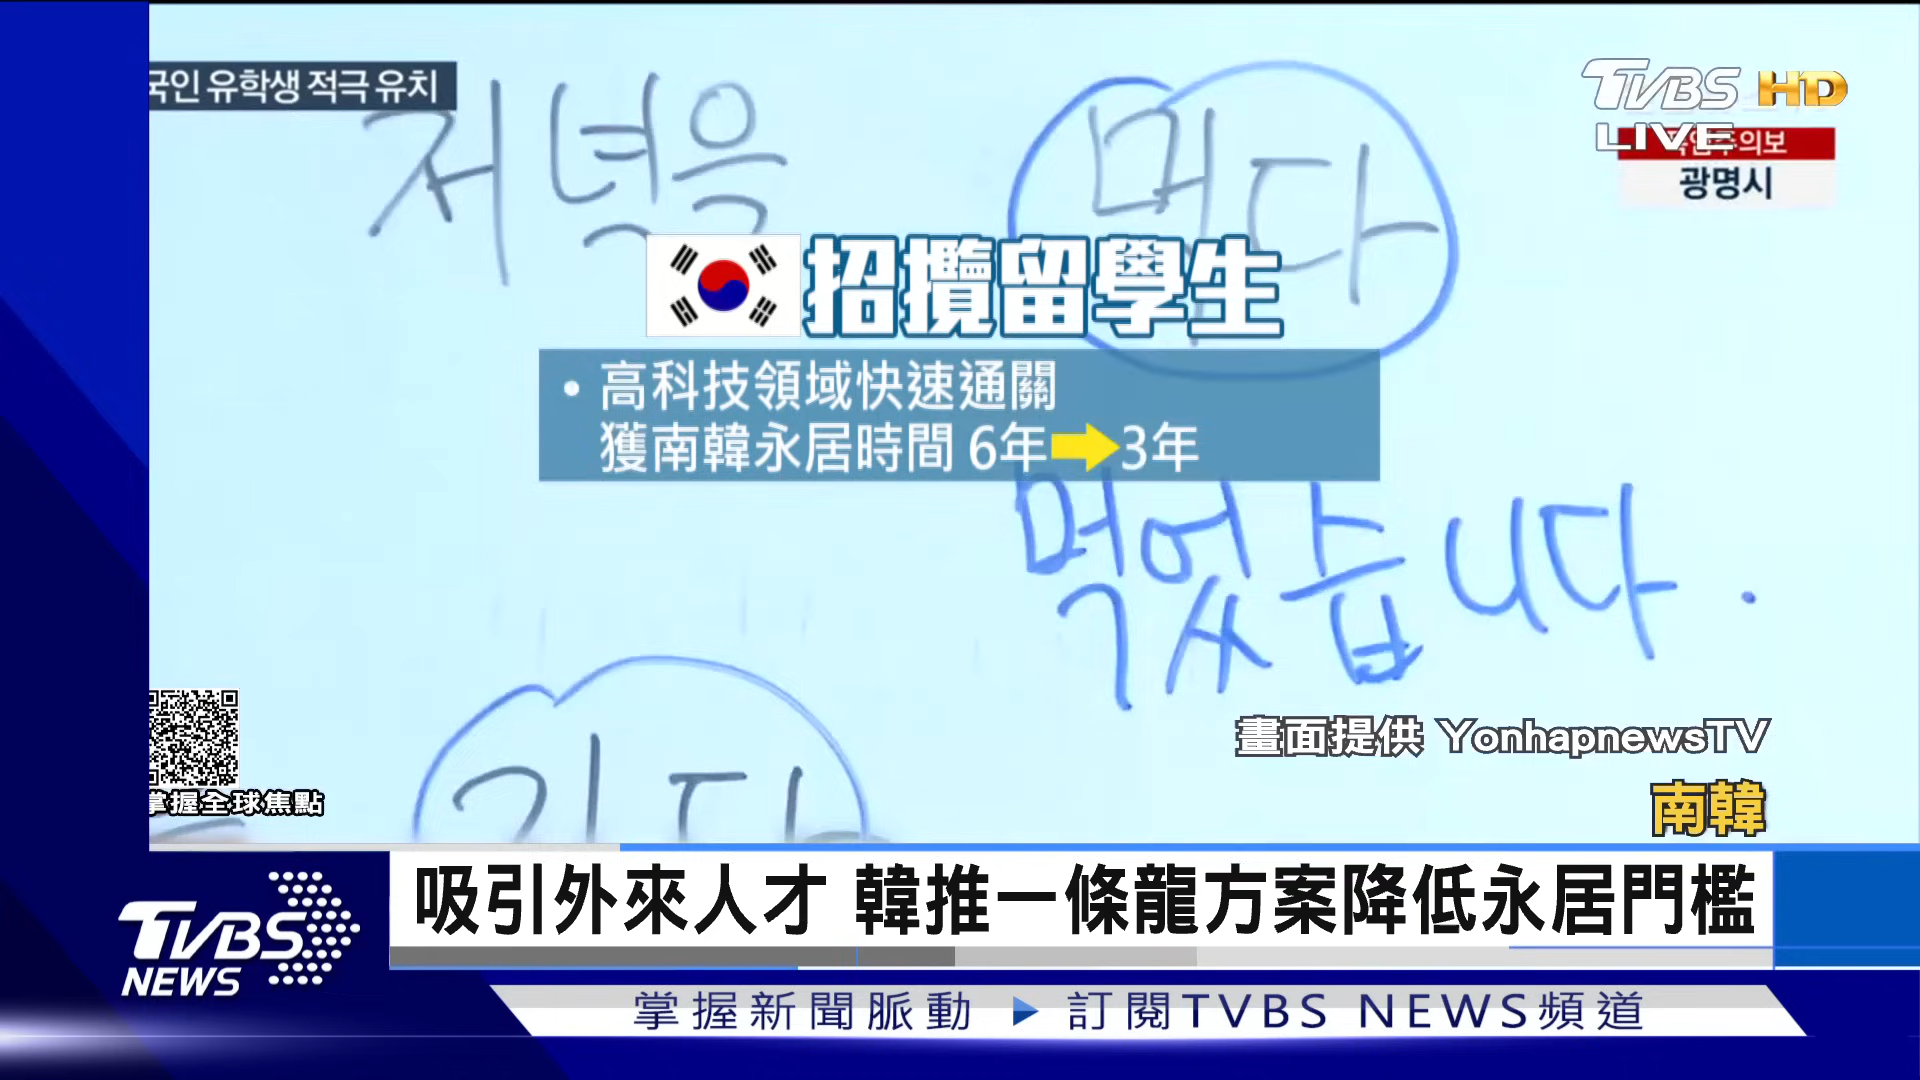 국인 유학생 적극 유치
TVBS HD
LIVE
주의보
광명시
저녁을
먹다
招攬留學生
• 高科技領域快速通關
獲南韓永居時間 6年➡3年
먹었습니다.
가다
畫面提供 YonhapnewsTV
掌握全球焦點
南韓
吸引外來人才 韓推一條龍方案降低永居門檻
TVBS
NEWS
掌握新聞脈動 ▶ 訂閱TVBS NEWS頻道